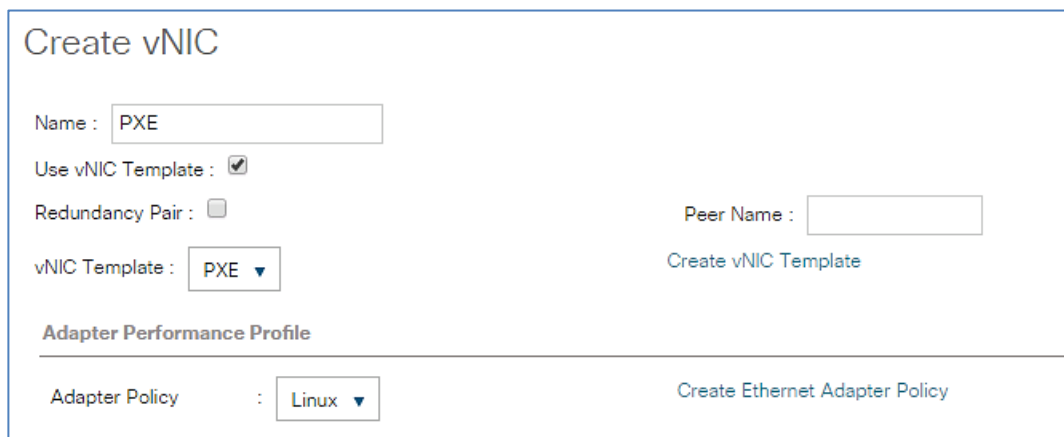 Create vNIC
Name : PXE
Use vNIC Template :
Redundancy Pair :
Peer Name :
vNIC Template : PXE
Create vNIC Template
Adapter Performance Profile
Adapter Policy : Linux
Create Ethernet Adapter Policy